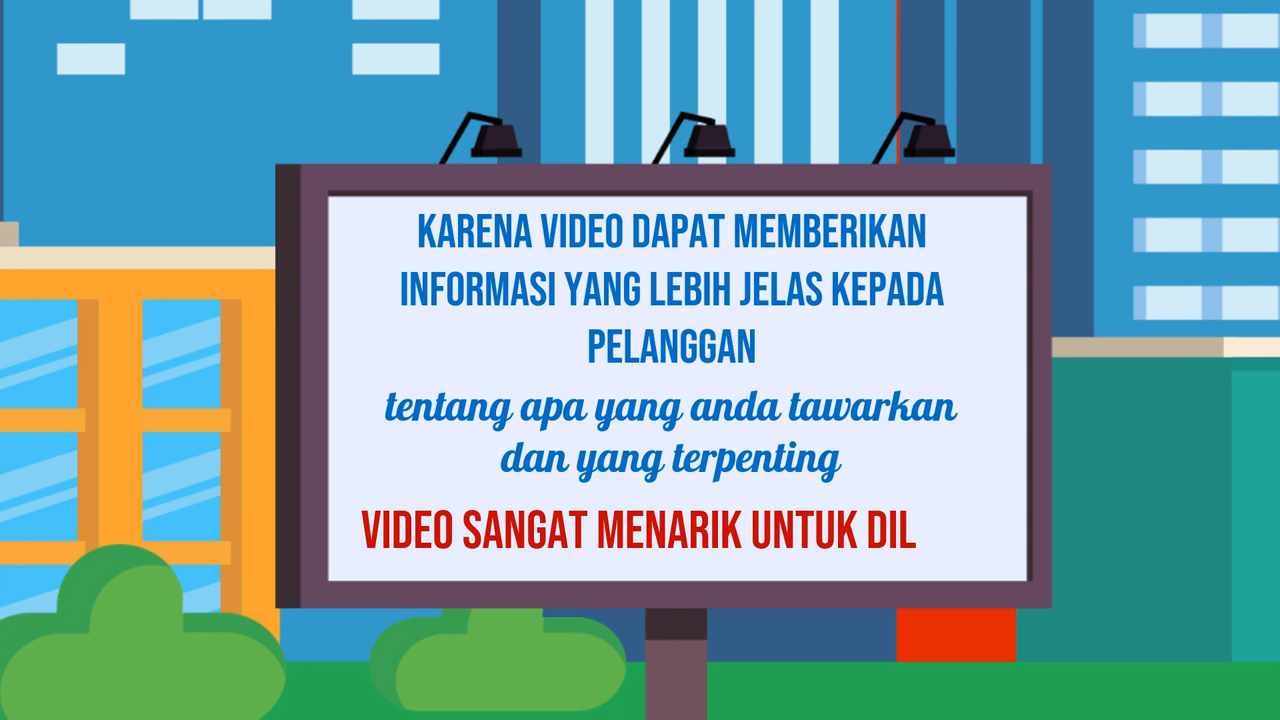 KARENA VIDEO DAPAT MEMBERIKAN
INFORMASI YANG LEBIH JELAS KEPADA
PELANGGAN
tentang apa yang anda tawarkan
dan yang terpenting
VIDEO SANGAT MENARIK UNTUK DIL